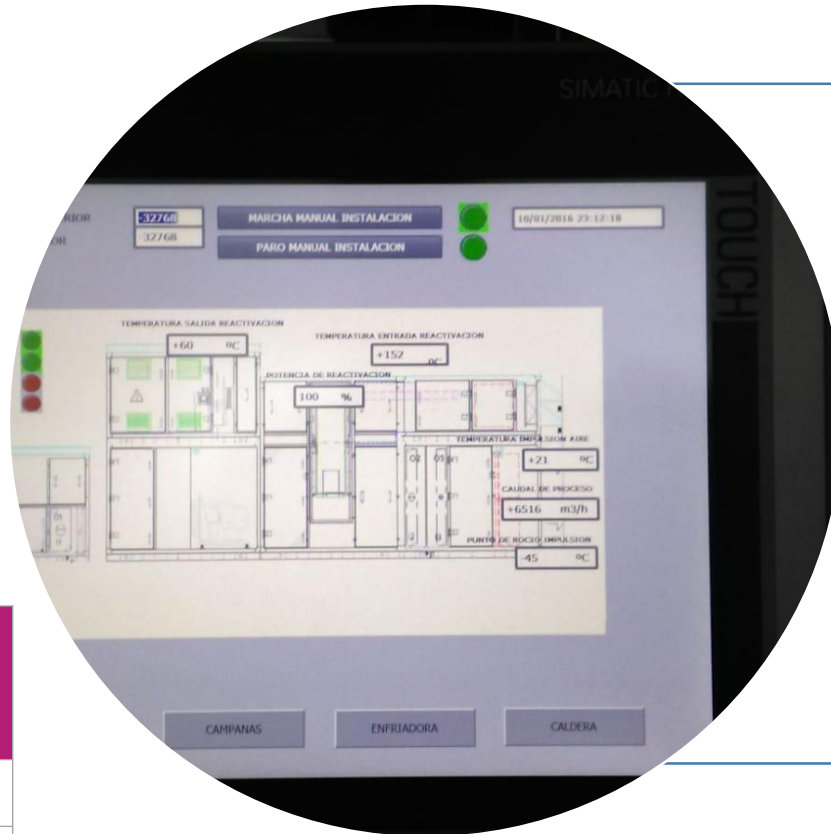 SIMATIC
TOUCH
RIOR
-32768
MARCHA MANUAL INSTALACION
10/01/2016 23:12:18
OR
-32768
PARO MANUAL INSTALACION
TEMPERATURA SALIDA REACTIVACION
+60 ºC
TEMPERATURA ENTRADA REACTIVACION
+152 ºC
POTENCIA DE REACTIVACION
100 %
TEMPERATURA IMPULSION AIRE
+21 ºC
CAUDAL DE PROCESO
+6516 m3/h
PUNTO DE ROCIO IMPULSION
-45 ºC
CAMPANAS
ENFRIADORA
CALDERA